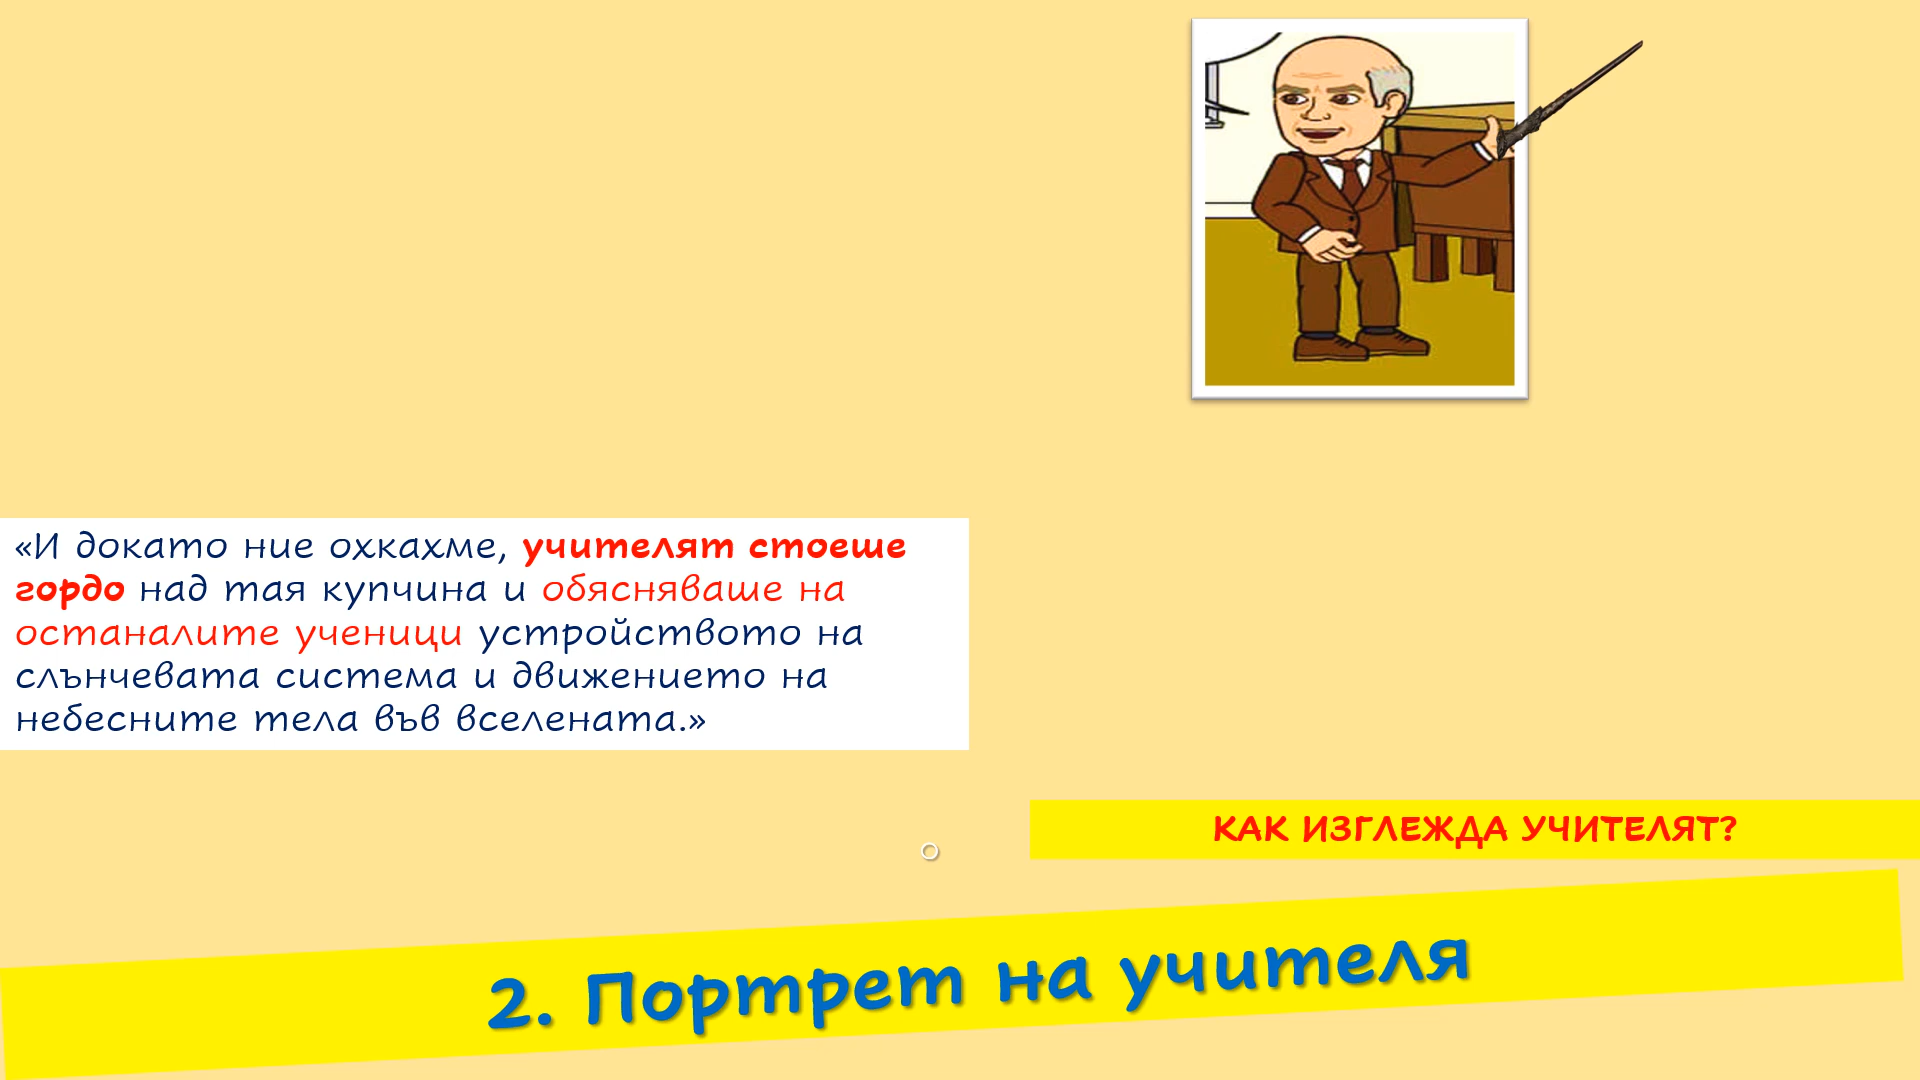 «И докато ние охкахме, учителят стоеше
гордо над тая купчина и обясняваше на
останалите ученици устройството на
слънчевата система и движението на
небесните тела във вселената.»
КАК ИЗГЛЕЖДА УЧИТЕЛЯТ?
2. Портрет на учителя